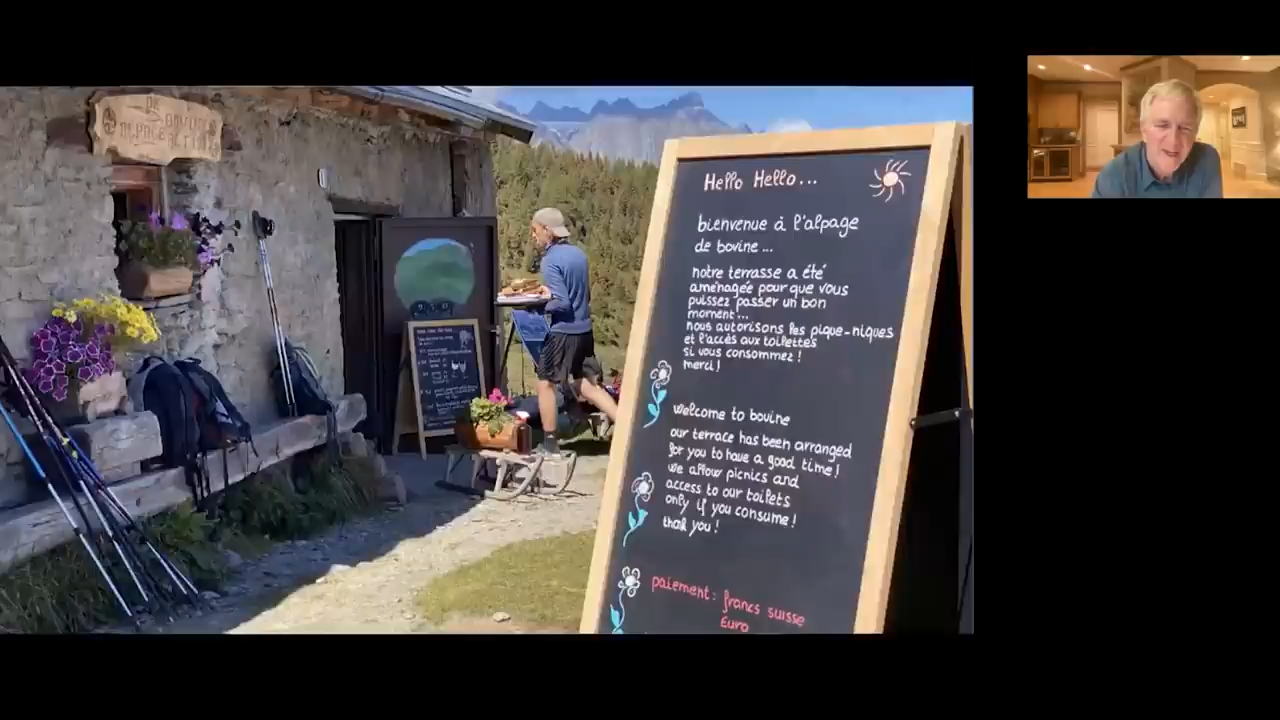 ALPAGE
Hello Hello...
bienvenue à l'alpage
de bovine...
notre terrasse a été
aménagée pour que vous
puissez passer un bon
moment...
nous autorisons les pique-niques
et l'accès aux toilettes
si vous consommez!
merci!
welcome to bovine
our terrace has been arranged
for you to have a good time!
we allow picnics and
access to our toilets
only if you consume!
thank you!
paiement: francs suisse
Euro